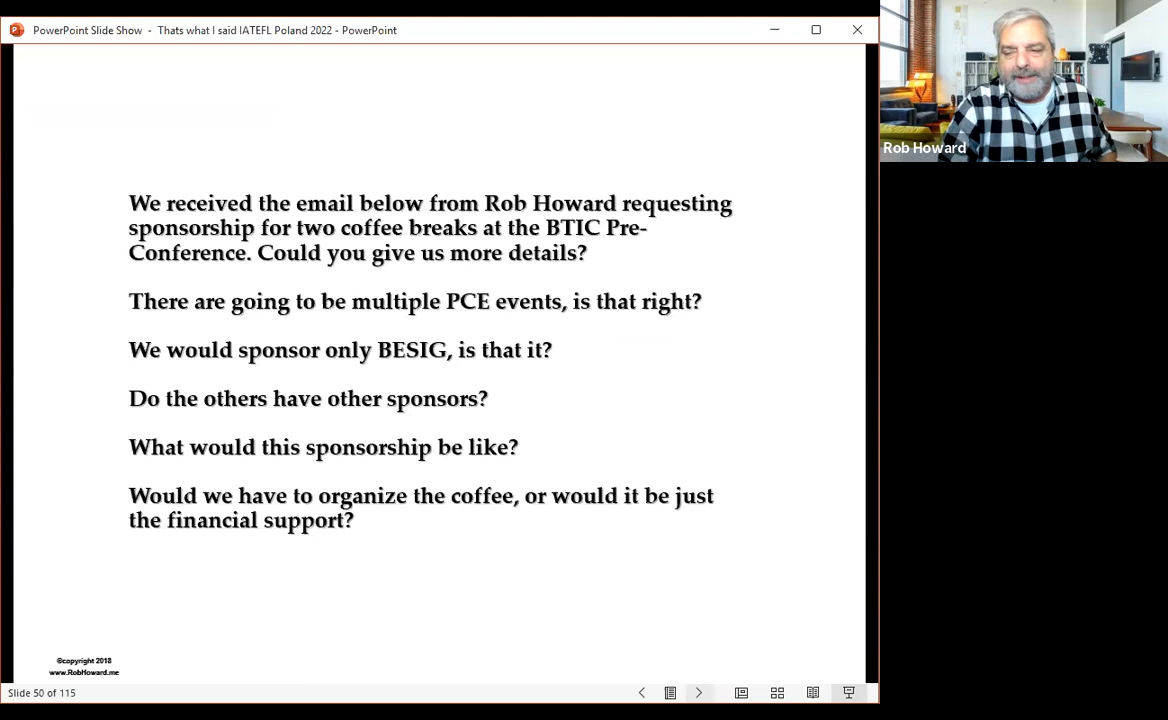 PowerPoint Slide Show - Thats what I said IATEFL Poland 2022 - PowerPoint
Rob Howard
We received the email below from Rob Howard requesting
sponsorship for two coffee breaks at the BTIC Pre-
Conference. Could you give us more details?
There are going to be multiple PCE events, is that right?
We would sponsor only BESIG, is that it?
Do the others have other sponsors?
What would this sponsorship be like?
Would we have to organize the coffee, or would it be just
the financial support?
©copyright 2018
www.RobHoward.me
Slide 50 of 115